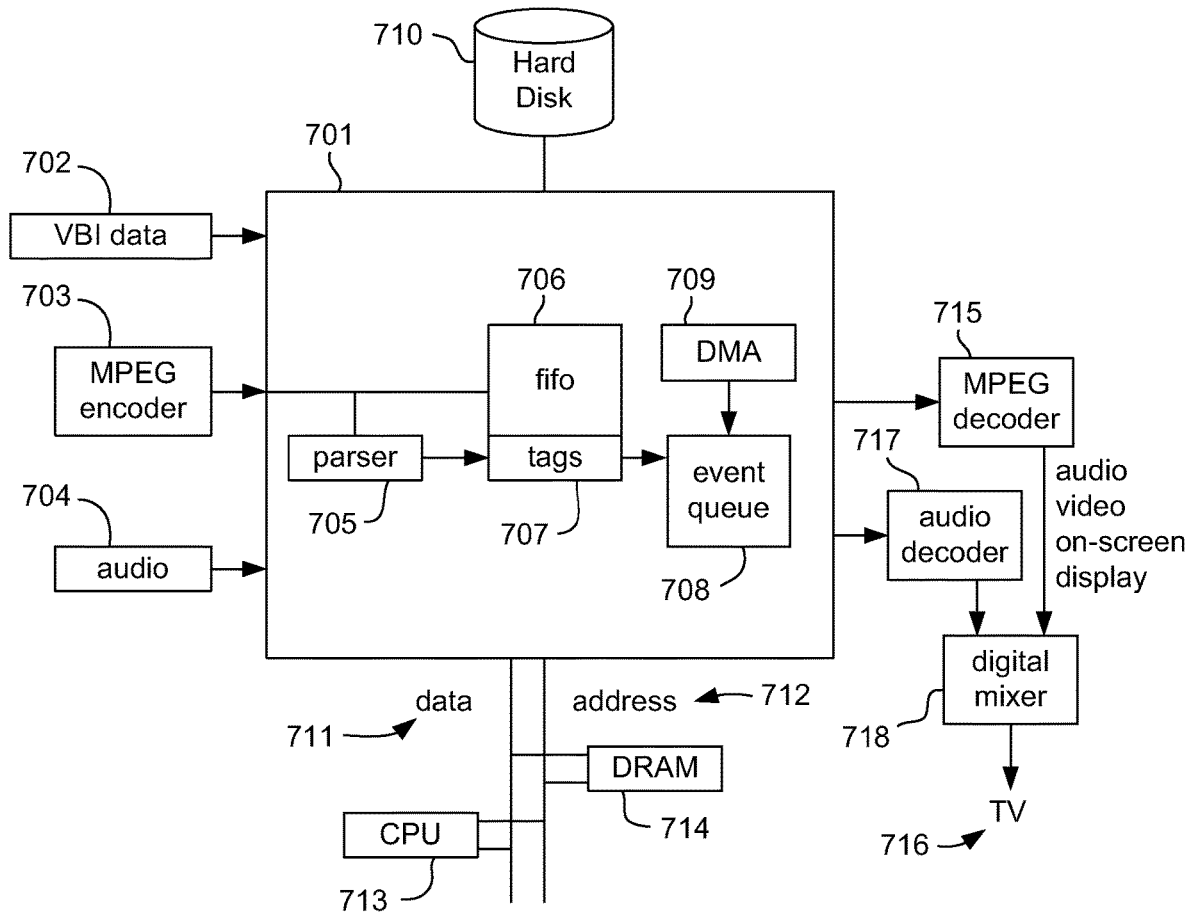 710
Hard
Disk
701
702
VBI data
703
MPEG
encoder
706
fifo
709
DMA
715
MPEG
decoder
parser
705
tags
707
event
queue
708
717
audio
decoder
audio
video
on-screen
display
704
audio
digital
mixer
718
data
711
address
712
DRAM
714
CPU
713
TV
716